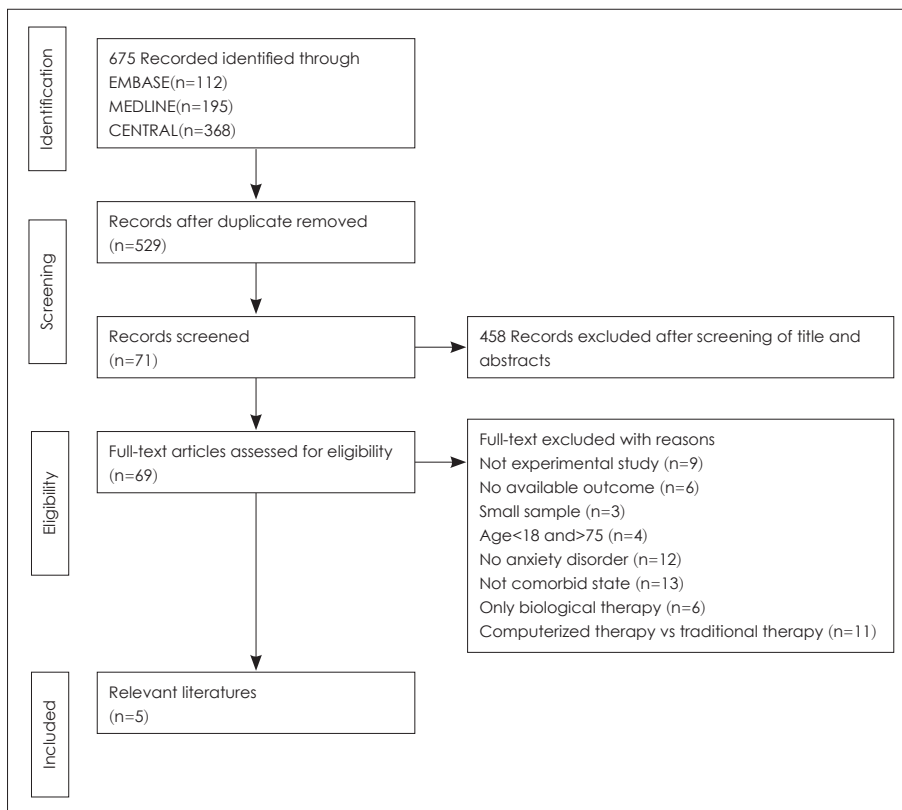 Identification
675 Recorded identified through
EMBASE(n=112)
MEDLINE(n=195)
CENTRAL(n=368)
Screening
Records after duplicate removed
(n=529)
Records screened
(n=71)
458 Records excluded after screening of title and
abstracts
Eligibility
Full-text articles assessed for eligibility
(n=69)
Full-text excluded with reasons
Not experimental study (n=9)
No available outcome (n=6)
Small sample (n=3)
Age<18 and>75 (n=4)
No anxiety disorder (n=12)
Not comorbid state (n=13)
Only biological therapy (n=6)
Computerized therapy vs traditional therapy (n=11)
Included
Relevant literatures
(n=5)